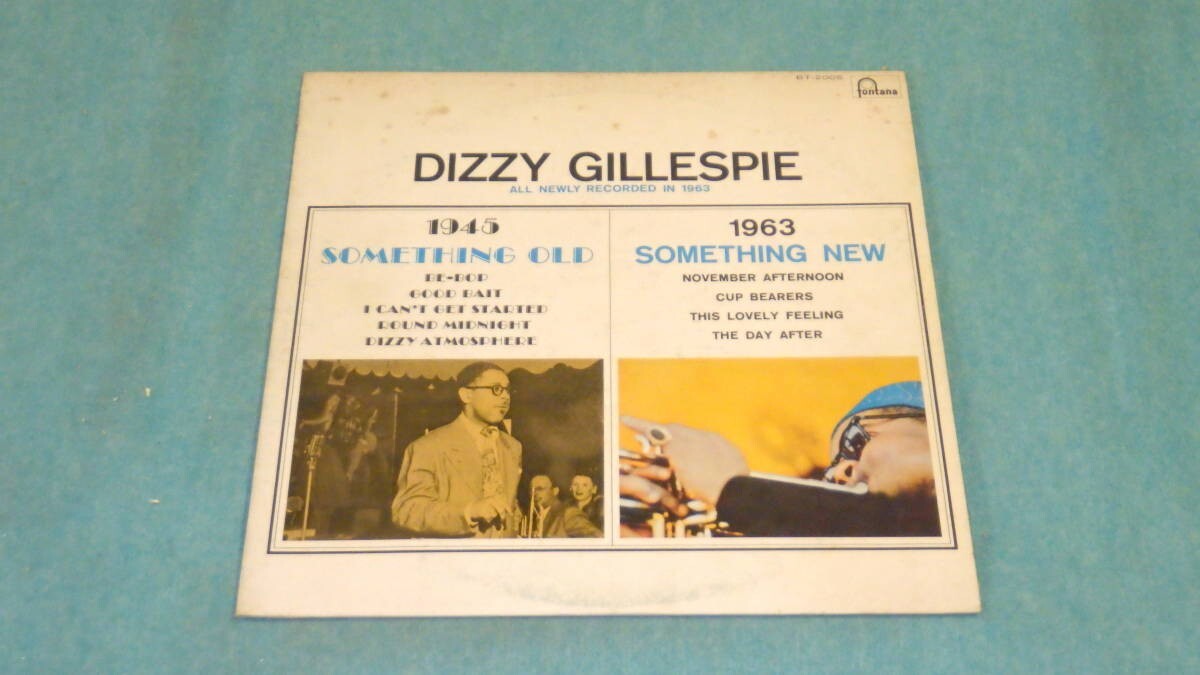 BT-2005
fontana
DIZZY GILLESPIE
ALL NEWLY RECORDED IN 1963
1945
SOMETHING OLD
BE-BOP
GOOD BAIT
I CAN'T GET STARTED
ROUND MIDNIGHT
DIZZY ATMOSPHERE
1963
SOMETHING NEW
NOVEMBER AFTERNOON
CUP BEARERS
THIS LOVELY FEELING
THE DAY AFTER